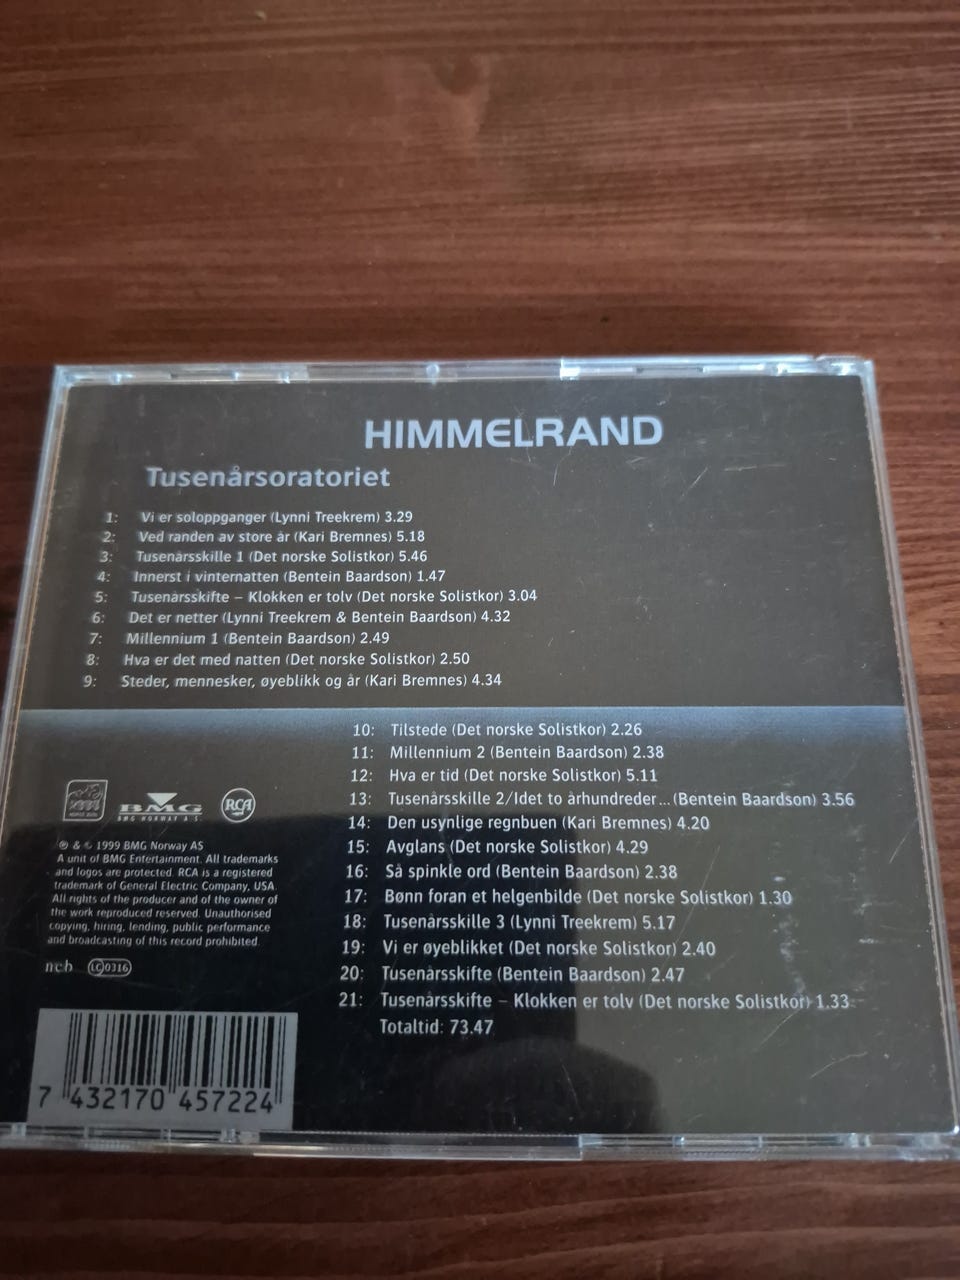 HIMMELRAND
Tusenårsoratoriet
1: Vi er soloppganger (Lynni Treekrem) 3.29
2: Ved randen av store år (Kari Bremnes) 5.18
3: Tusenårsskille 1 (Det norske Solistkor) 5.46
4: Innerst i vinternatten (Bentein Baardson) 1.47
5: Tusenårsskifte – Klokken er tolv (Det norske Solistkor) 3.04
6: Det er netter (Lynni Treekrem & Bentein Baardson) 4.32
7: Millennium 1 (Bentein Baardson) 2.49
8: Hva er det med natten (Det norske Solistkor) 2.50
9: Steder, mennesker, øyeblikk og år (Kari Bremnes) 4.34
10: Tilstede (Det norske Solistkor) 2.26
11: Millennium 2 (Bentein Baardson) 2.38
12: Hva er tid (Det norske Solistkor) 5.11
13: Tusenårsskille 2/Idet to århundreder... (Bentein Baardson) 3.56
14: Den usynlige regnbuen (Kari Bremnes) 4.20
15: Avglans (Det norske Solistkor) 4.29
16: Så spinkle ord (Bentein Baardson) 2.38
17: Bønn foran et helgenbilde (Det norske Solistkor) 1.30
18: Tusenårsskille 3 (Lynni Treekrem) 5.17
19: Vi er øyeblikket (Det norske Solistkor) 2.40
20: Tusenårsskifte (Bentein Baardson) 2.47
21: Tusenårsskifte – Klokken er tolv (Det norske Solistkor) 1.33
Totaltid: 73.47
BMG
BMG NORWAY A.S.
RCA
℗ & © 1999 BMG Norway AS
A unit of BMG Entertainment. All trademarks
and logos are protected. RCA is a registered
trademark of General Electric Company, USA.
All rights of the producer and of the owner of
the work reproduced reserved. Unauthorised
copying, hiring, lending, public performance
and broadcasting of this record prohibited.
ncb LC 0316
7 432170 457224